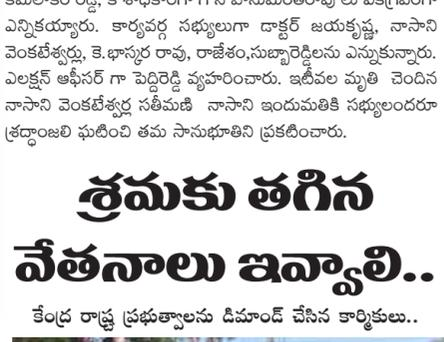 ఎన్నికయ్యారు. కార్యవర్గ సభ్యులుగా డాక్టర్ జయకృష్ణ, నాసాని
వెంకటేశ్వర్లు, కె.భాస్కర రావు, రాజేశం,సుబ్బారెడ్డిలను ఎన్నుకున్నారు.
ఎలక్షన్ ఆఫీసర్ గా పెద్దిరెడ్డి వ్యహరించారు. ఇటీవల మృతి చెందిన
నాసాని వెంకటేశ్వర్ల సతీమణి నాసాని ఇందుమతికి సభ్యులందరూ
శ్రద్ధాంజలి ఘటించి తమ సానుభూతిని ప్రకటించారు.
శ్రమకు తగిన
వేతనాలు ఇవ్వాలి..
కేంద్ర రాష్ట్ర ప్రభుత్వాలను డిమాండ్ చేసిన కార్మికులు..